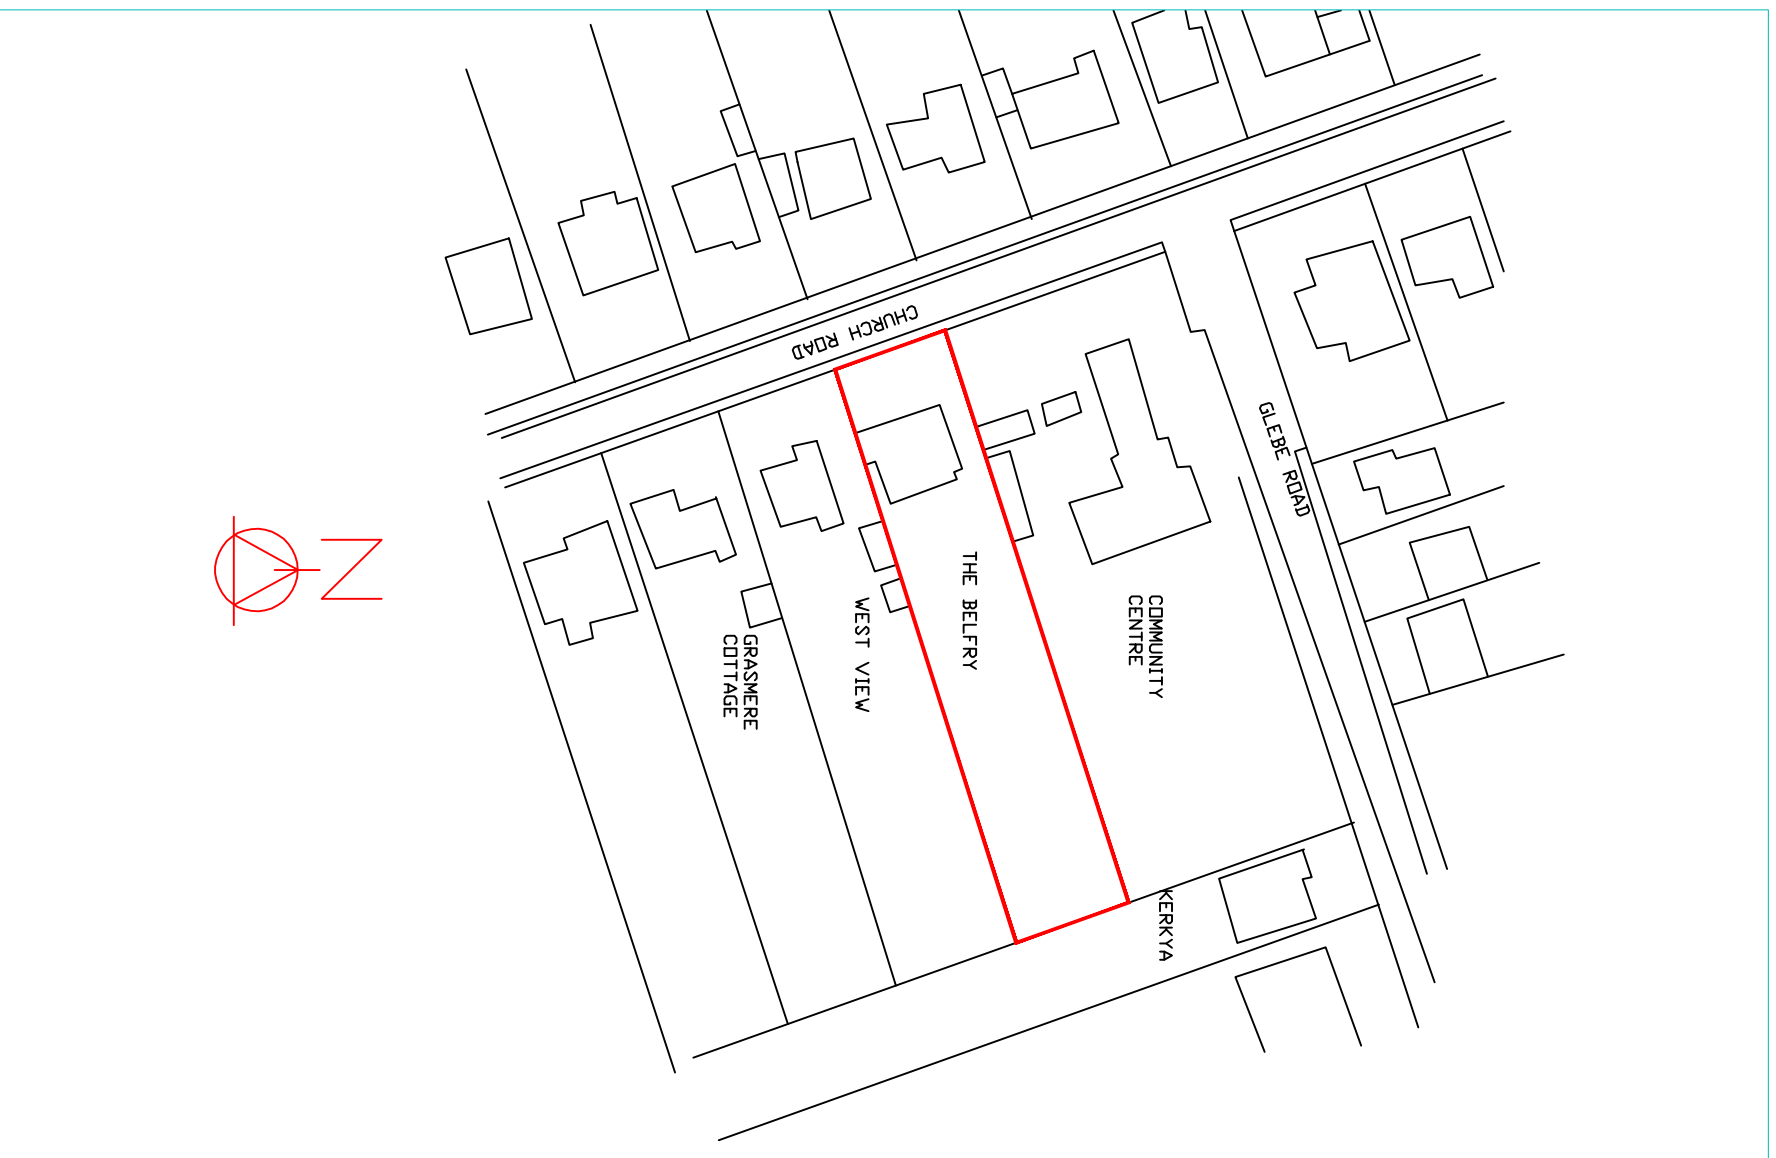 CHURCH ROAD
GLEBE ROAD
THE BELFRY
WEST VIEW
COMMUNITY
CENTRE
GRASMERE
COTTAGE
KERKYA
N